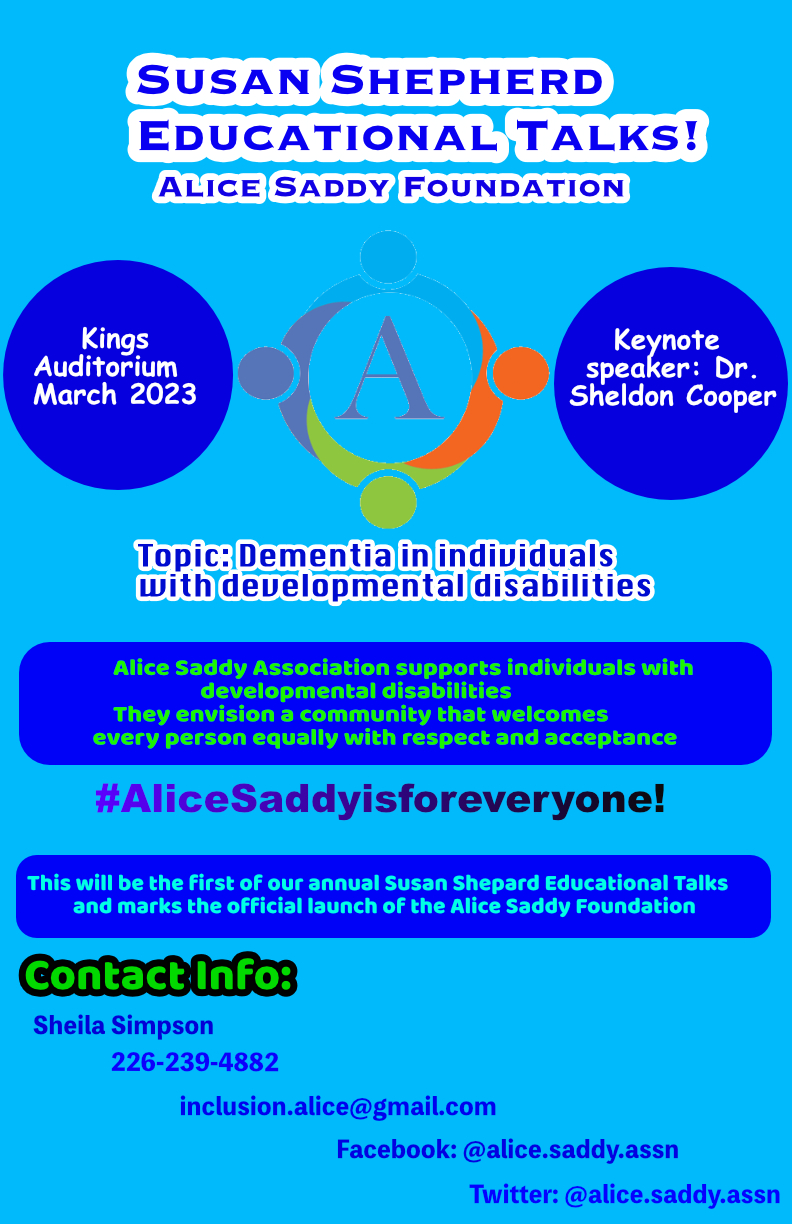 Susan Shepherd
Educational Talks!
Alice Saddy Foundation
Kings
Auditorium
March 2023
A
Keynote
speaker: Dr.
Sheldon Cooper
Topic: Dementia in individuals
with developmental disabilities
Alice Saddy Association supports individuals with
developmental disabilities
They envision a community that welcomes
every person equally with respect and acceptance
#AliceSaddyisforeveryone!
This will be the first of our annual Susan Shepard Educational Talks
and marks the official launch of the Alice Saddy Foundation
Contact Info:
Sheila Simpson
226-239-4882
inclusion.alice@gmail.com
Facebook: @alice.saddy.assn
Twitter: @alice.saddy.assn